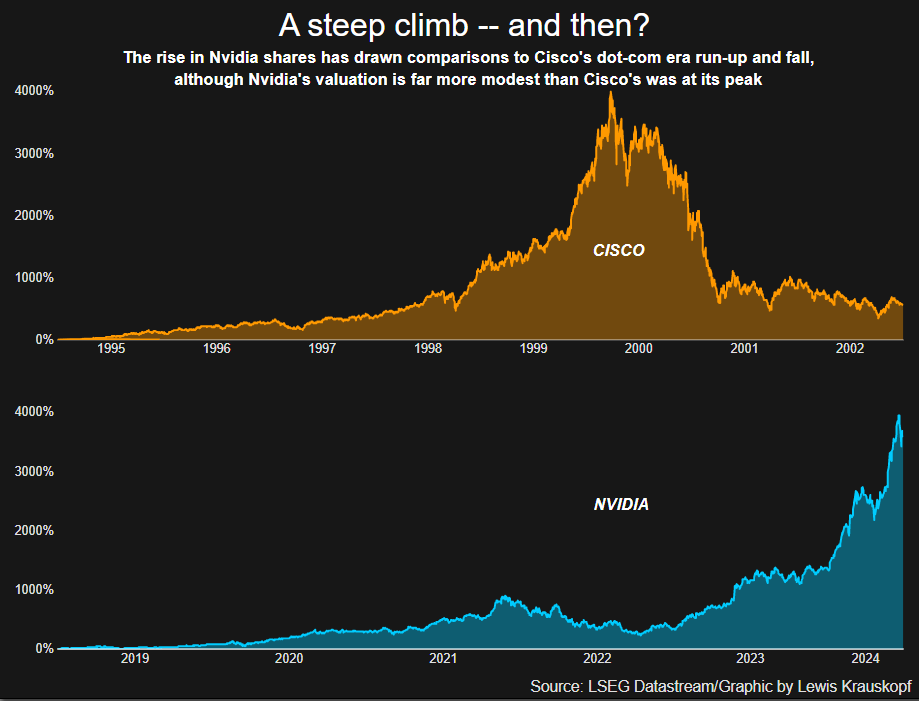 A steep climb -- and then?
The rise in Nvidia shares has drawn comparisons to Cisco's dot-com era run-up and fall,
although Nvidia's valuation is far more modest than Cisco's was at its peak
4000%
3000%
2000%
1000%
0%
CISCO
1995 1996 1997 1998 1999 2000 2001 2002
4000%
3000%
2000%
1000%
0%
NVIDIA
2019 2020 2021 2022 2023 2024
Source: LSEG Datastream/Graphic by Lewis Krauskopf